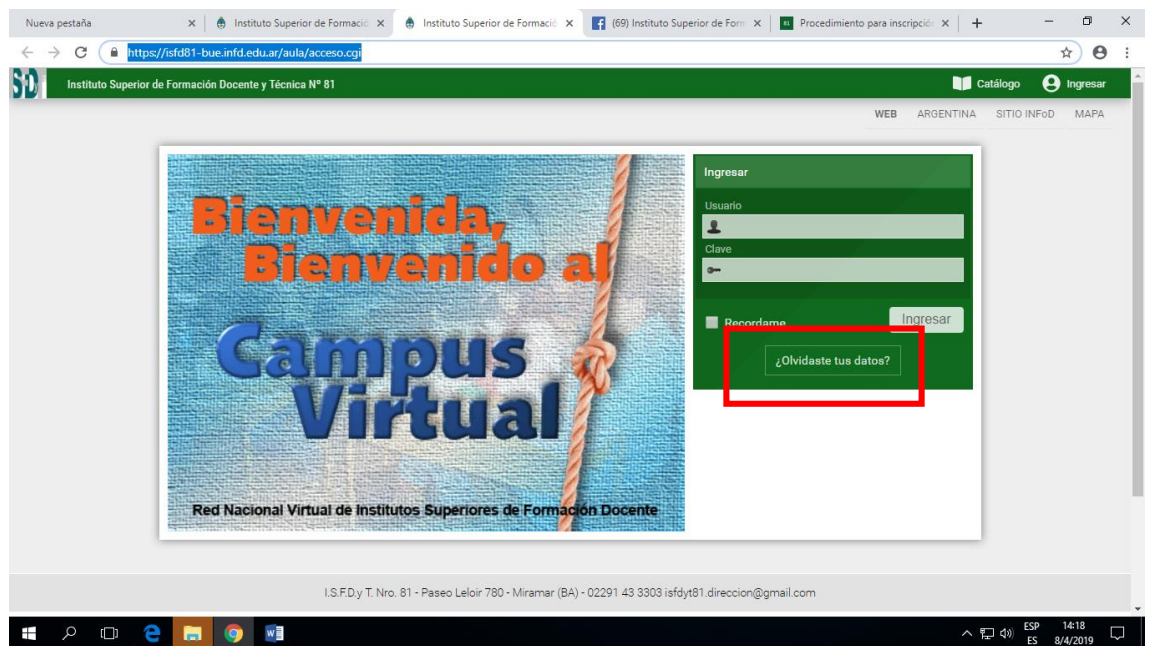 Nueva pestaña
Instituto Superior de Formació
Instituto Superior de Formació
(69) Instituto Superior de Form
Procedimiento para inscripción
https://isfd81-bue.infd.edu.ar/aula/acceso.cgi
Instituto Superior de Formación Docente y Técnica Nº 81
Catálogo
Ingresar
WEB ARGENTINA SITIO INFoD MAPA
Bienvenida,
Bienvenido al
Campus
Virtual
Red Nacional Virtual de Institutos Superiores de Formación Docente
Ingresar
Usuario
Clave
Recordame
Ingresar
¿Olvidaste tus datos?
I.S.F.D.y T. Nro. 81 - Paseo Leloir 780 - Miramar (BA) - 02291 43 3303 isfdyt81.direccion@gmail.com
ESP
ES
14:18
8/4/2019